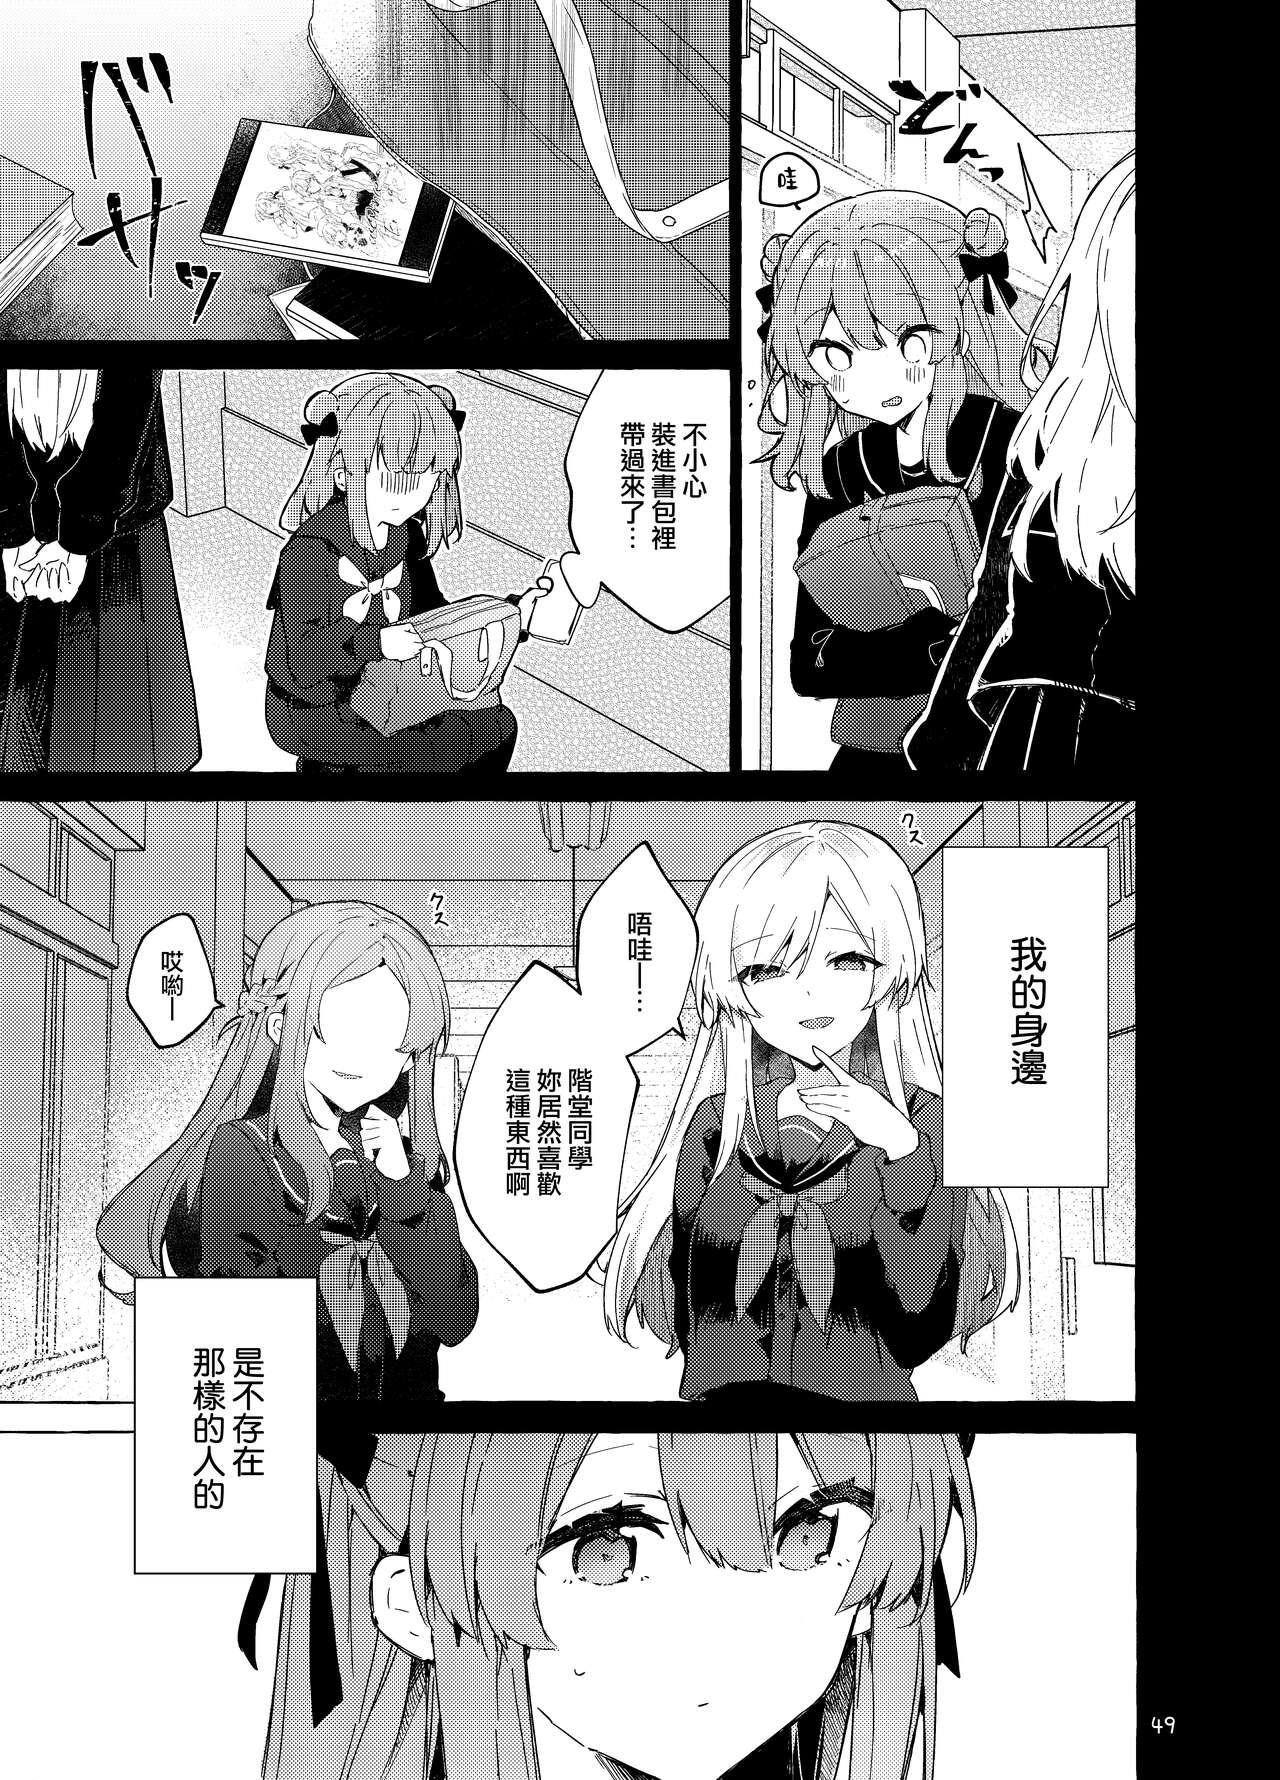 どんっ
哇
バサッ
不小心
裝進書包裡
帶過來了…
我的身邊
クス
唔哇—…
階堂同學
妳居然喜歡
這種東西啊
クス
哎喲—
是不存在
那樣的人的
49